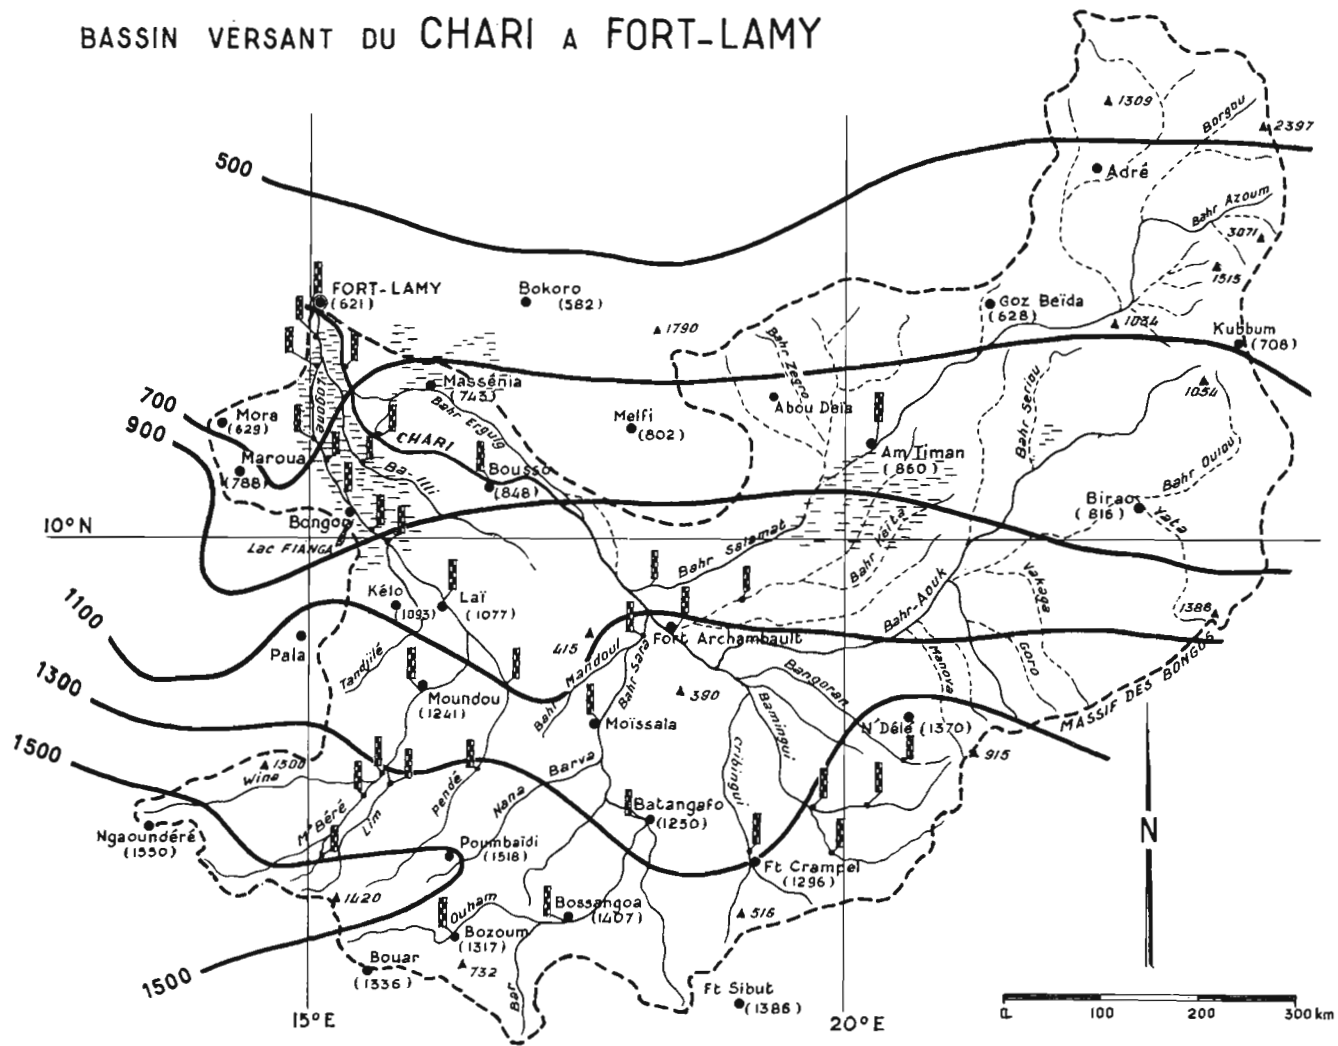 BASSIN VERSANT DU CHARI A FORT-LAMY
1309
Borgou
2397
500
Adré
Bahr Azoum
3071
1515
FORT-LAMY
(621)
Bokoro
(582)
Goz Beïda
(628)
1790
1034
Kubbum
(708)
Bahr Zegro
Massénia
(743)
Logone
700
Mora
(629)
900
Bahr Erguig
Melfi
(802)
Abou Deïa
1054
Bahr Seriou
CHARI
Maroua
(788)
Ba-Illi
Bousso
(848)
Am Timan
(860)
Bahr Oulou
Birao
(816)
Yata
Bongor
10°N
Lac FIANGA
Bahr Salamat
Bahr Keïta
Bahr-Aouk
Vakaga
1100
Kélo
(1093)
Laï
(1077)
1388
Fort Archambault
415
Pala
Tandjilé
Bahr Mandoul
Bahr Sara
Manova
Goro
MASSIF DES BONGOS
1300
Moundou
(1241)
390
Bangoran
Bamingui
Moïssala
N'Délé (1370)
1500
915
1300
Wina
Barva
Nana
Pendé
Gribingui
Ngaoundéré
(1550)
M'Béré
Lim
Batangafo
(1250)
N
Poumbaïdi
(1518)
Ft Crampel
(1296)
1420
Ouham
Bossangoa
(1407)
516
Bozoum
(1317)
732
Bouar
(1336)
1500
Bar
Ft Sibut
(1386)
15°E
20°E
0 100 200 300 km